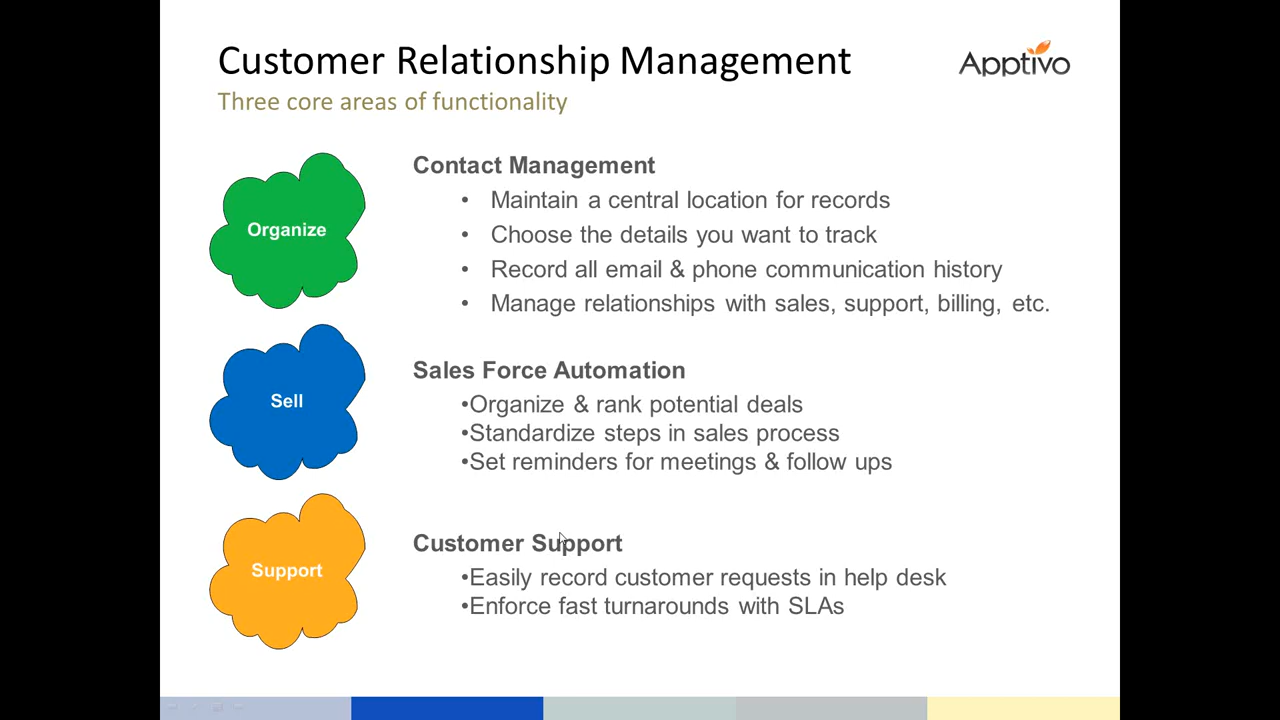 Customer Relationship Management
Apptivo
Three core areas of functionality
Organize
Contact Management
• Maintain a central location for records
• Choose the details you want to track
• Record all email & phone communication history
• Manage relationships with sales, support, billing, etc.
Sell
Sales Force Automation
•Organize & rank potential deals
•Standardize steps in sales process
•Set reminders for meetings & follow ups
Support
Customer Support
•Easily record customer requests in help desk
•Enforce fast turnarounds with SLAs